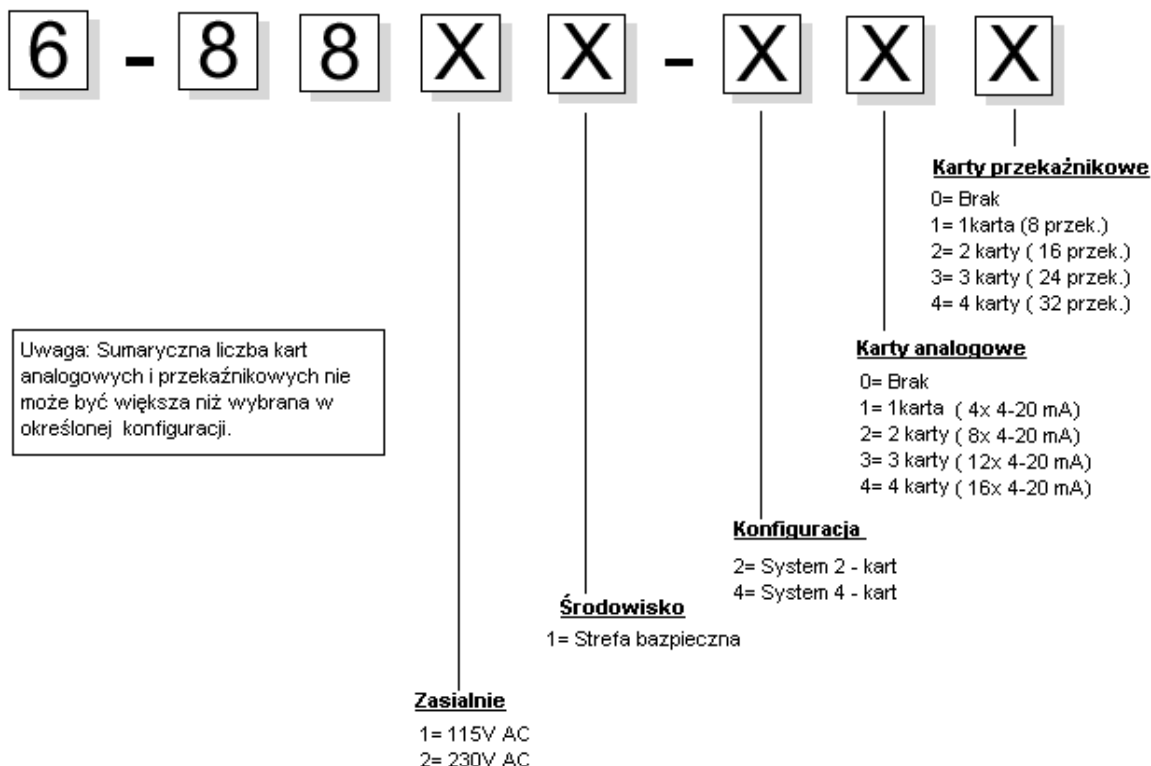 6 - 8 8 X X - X X X
Karty przekażnikowe
0= Brak
1= 1karta (8 przek.)
2= 2 karty ( 16 przek.)
3= 3 karty ( 24 przek.)
4= 4 karty ( 32 przek.)
Uwaga: Sumaryczna liczba kart
analogowych i przekaźnikowych nie
może być większa niż wybrana w
określonej konfiguracji.
Karty analogowe
0= Brak
1= 1karta ( 4x 4-20 mA)
2= 2 karty ( 8x 4-20 mA)
3= 3 karty ( 12x 4-20 mA)
4= 4 karty ( 16x 4-20 mA)
Konfiguracja
2= System 2 - kart
4= System 4 - kart
Środowisko
1= Strefa bazpieczna
Zasialnie
1= 115V AC
2= 230V AC